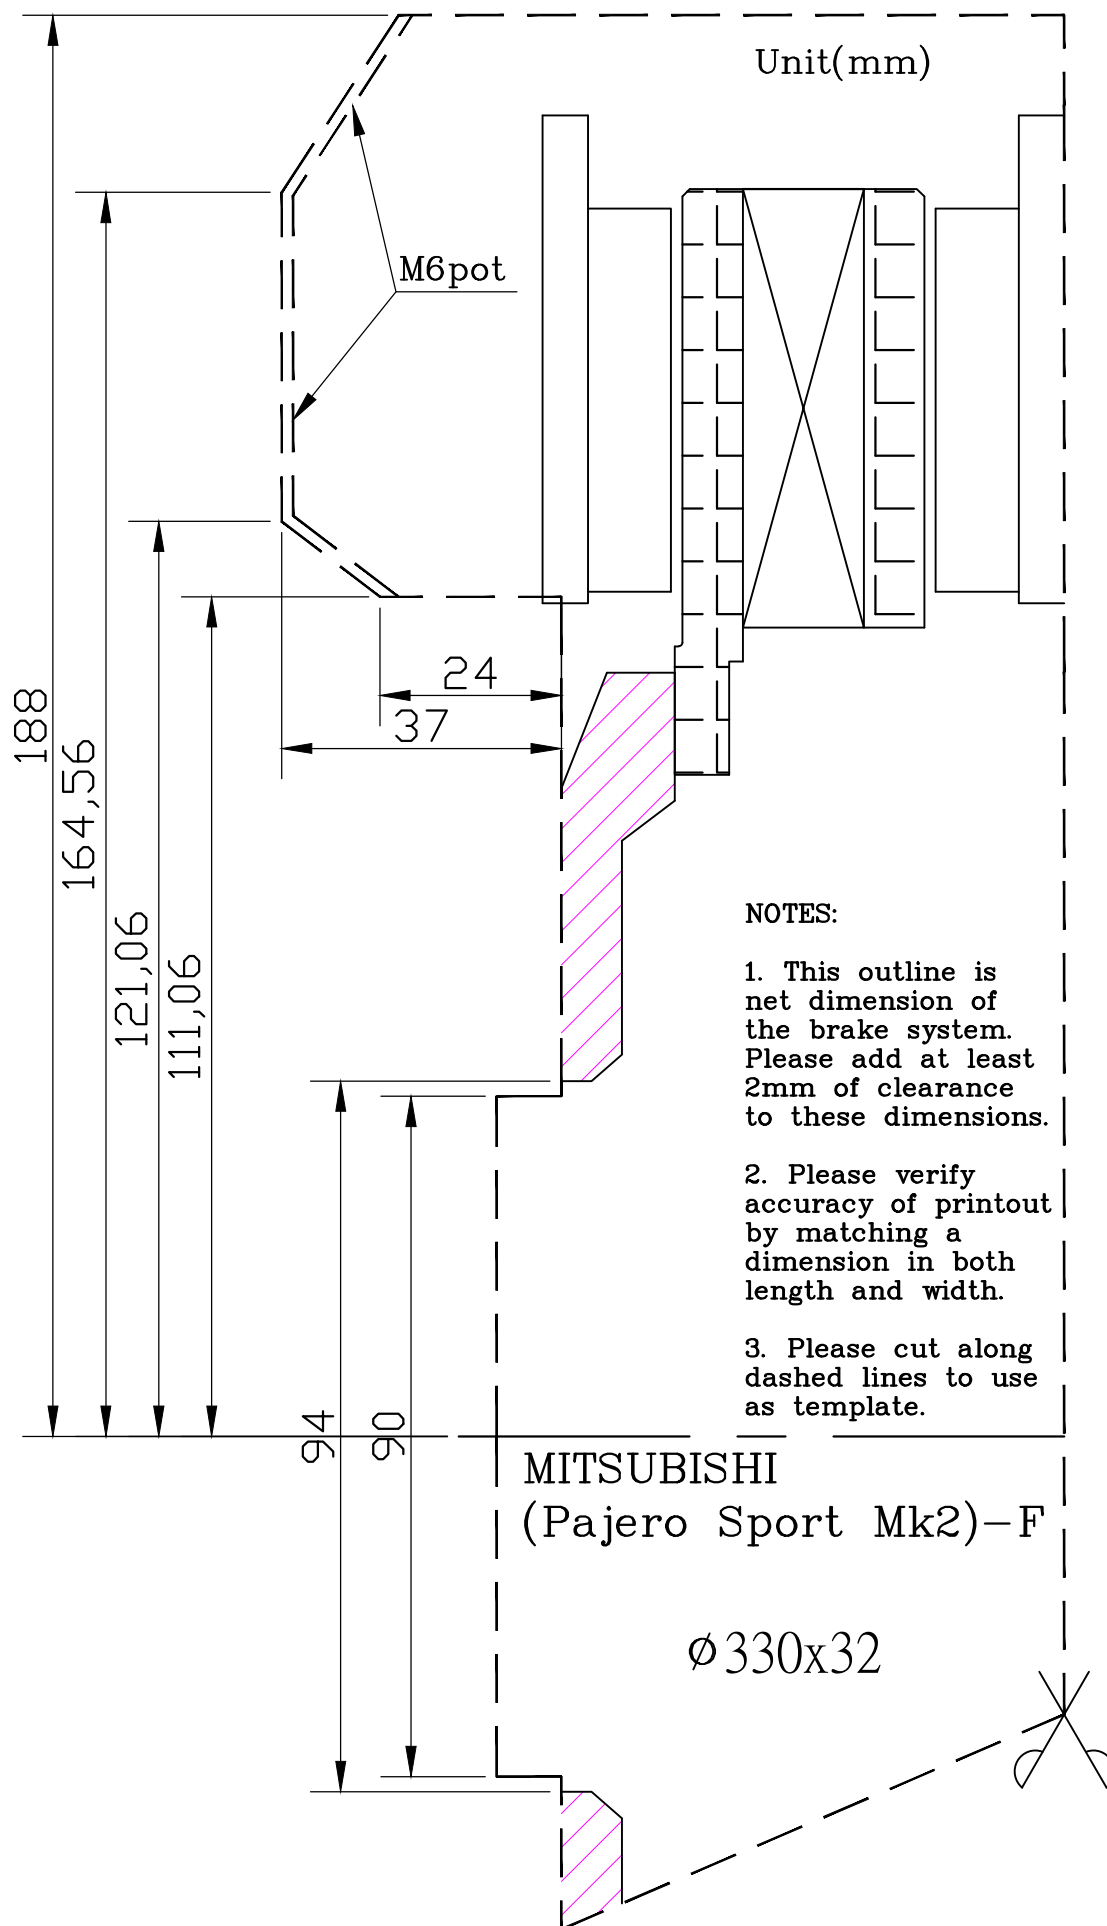 Unit(mm)
M6pot
24
37
188
164,56
121,06
111,06
NOTES:
1. This outline is
net dimension of
the brake system.
Please add at least
2mm of clearance
to these dimensions.
2. Please verify
accuracy of printout
by matching a
dimension in both
length and width.
3. Please cut along
dashed lines to use
as template.
94
90
MITSUBISHI
(Pajero Sport Mk2)-F
Ø330x32